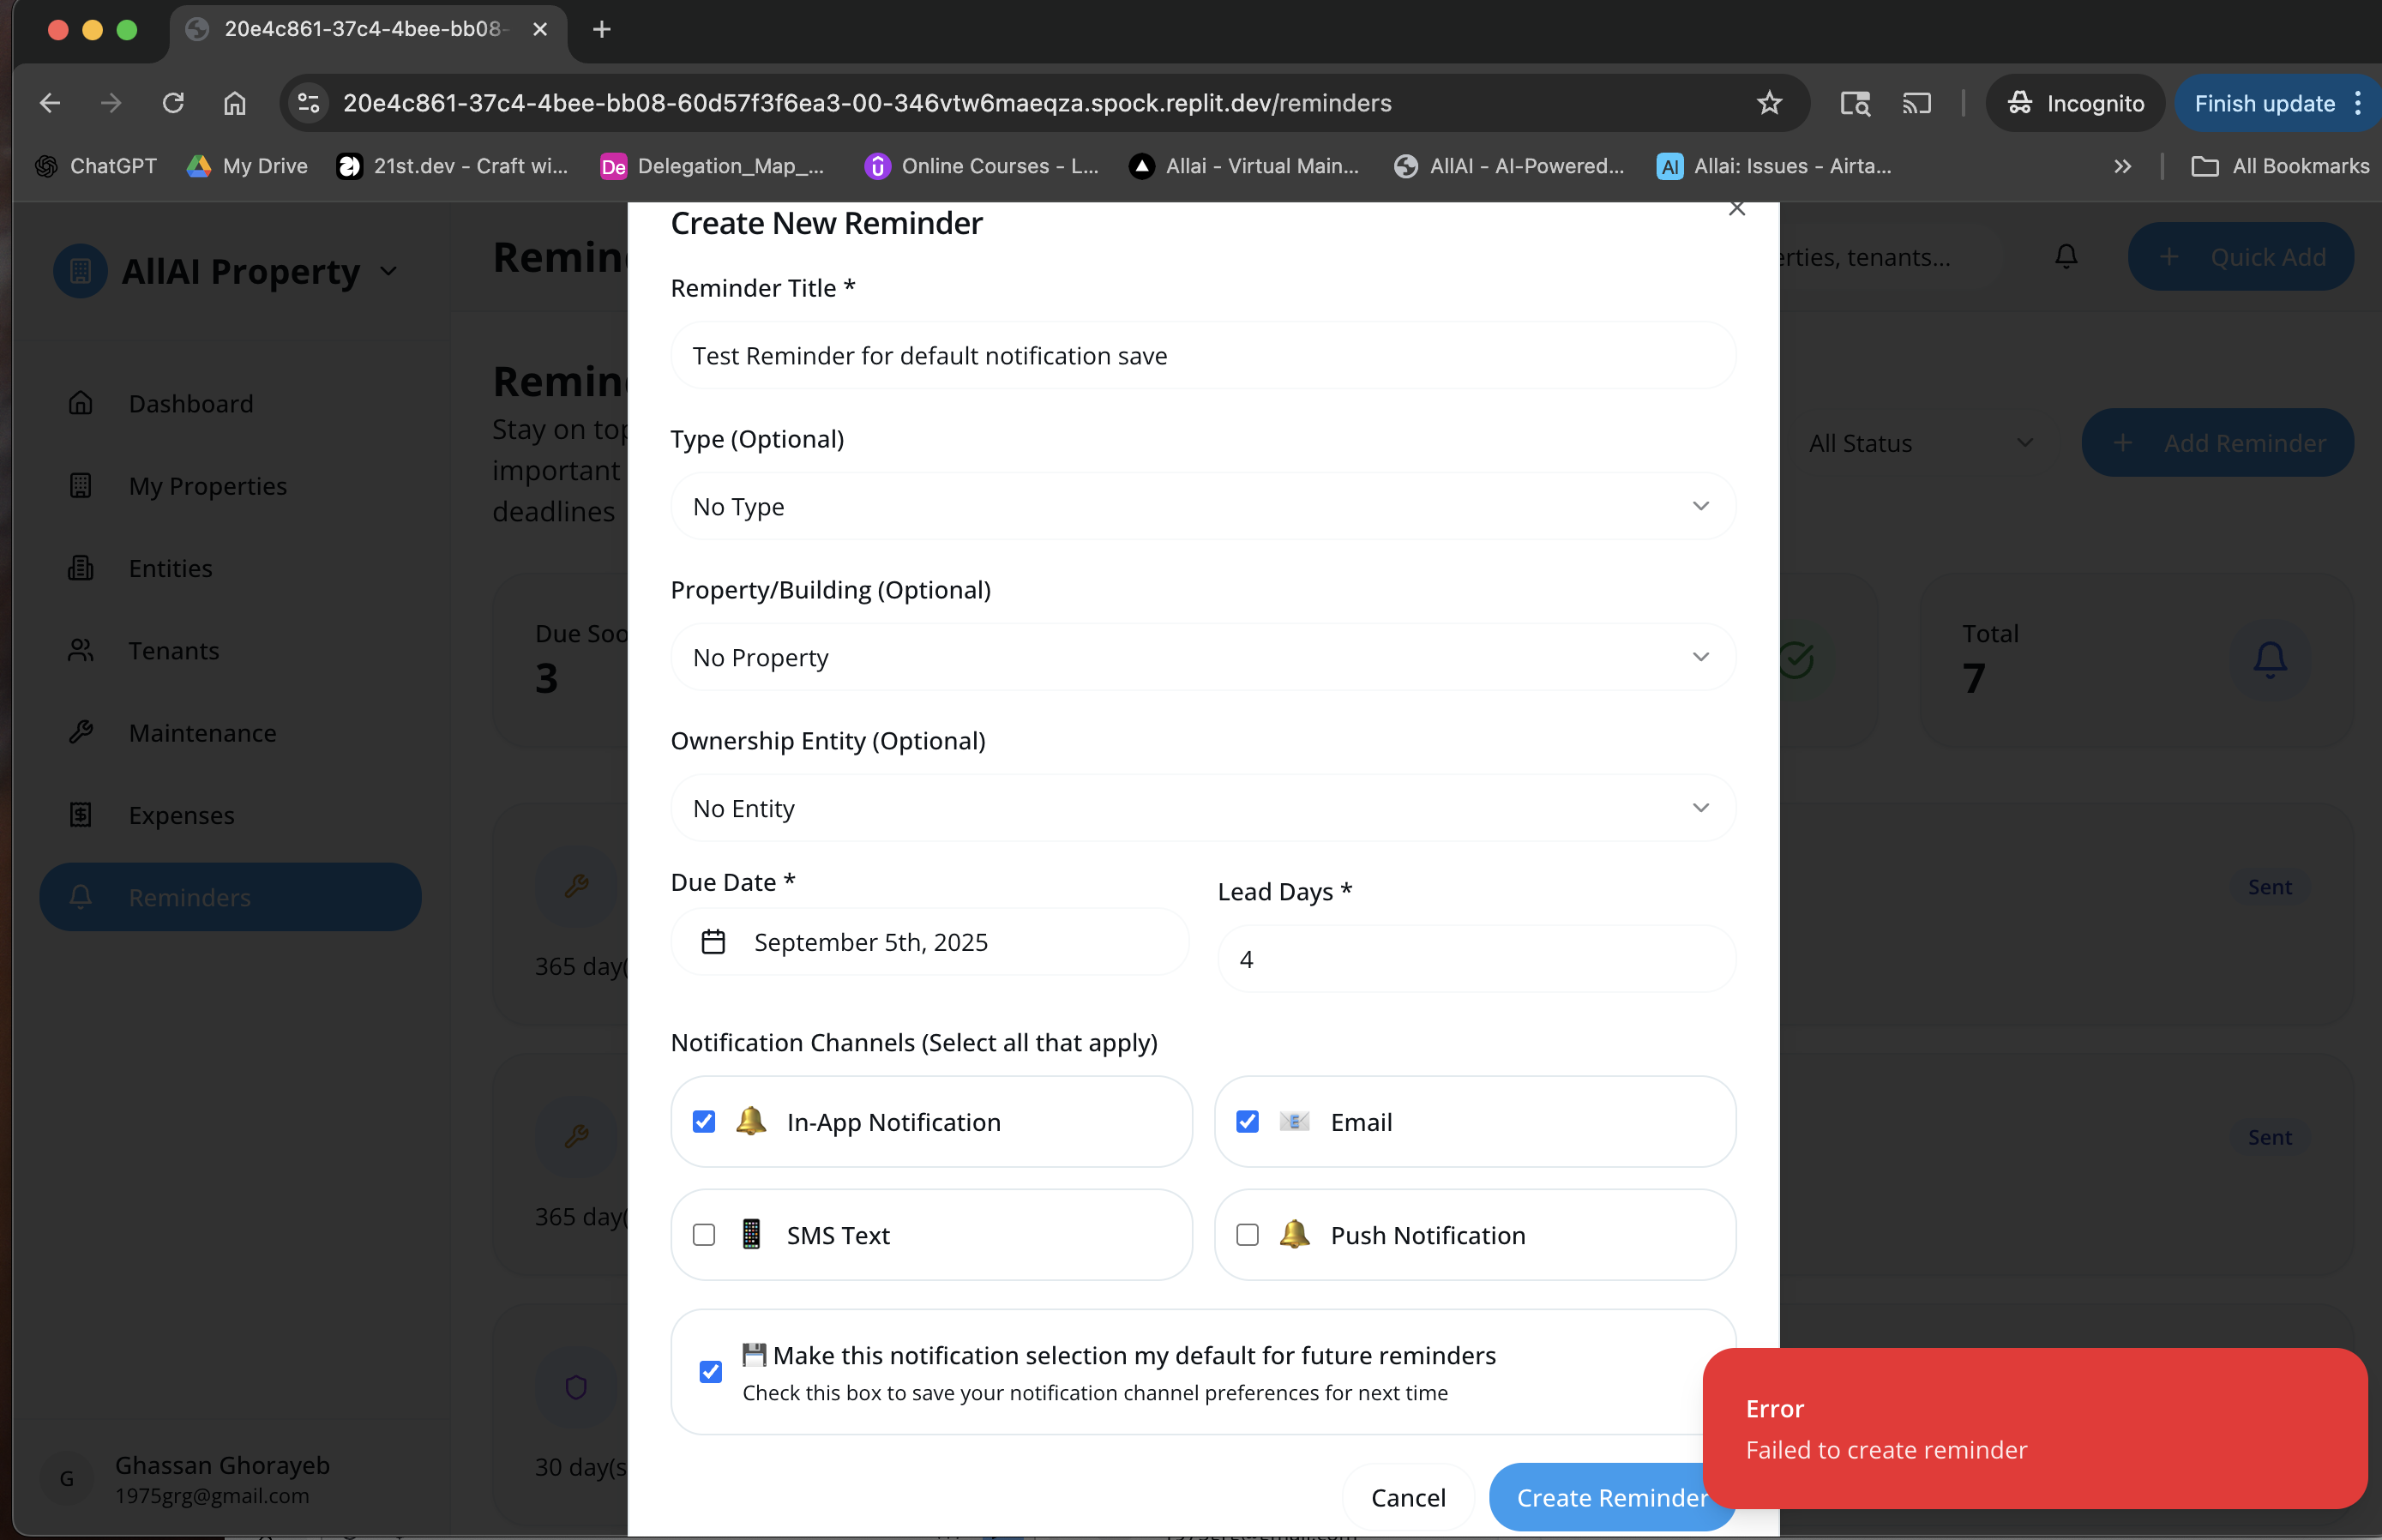 20e4c861-37c4-4bee-bb08-
20e4c861-37c4-4bee-bb08-60d57f3f6ea3-00-346vtw6maeqza.spock.replit.dev/reminders
Incognito
Finish update
ChatGPT
My Drive
21st.dev - Craft wi...
De
Delegation_Map_...
Online Courses - L...
Allai - Virtual Main...
AllAI - AI-Powered...
AI
Allai: Issues - Airta...
All Bookmarks
AllAI Property
Dashboard
My Properties
Entities
Tenants
Maintenance
Expenses
Reminders
G
Ghassan Ghorayeb
1975grg@gmail.com
Remin
tenants...
Quick Add
Remin
Stay on top
important
deadlines
All Status
Add Reminder
Due Soo
3
Total
7
365 day(
Sent
365 day(
Sent
30 day(s
Create New Reminder
Reminder Title *
Test Reminder for default notification save
Type (Optional)
No Type
Property/Building (Optional)
No Property
Ownership Entity (Optional)
No Entity
Due Date *
September 5th, 2025
Lead Days *
4
Notification Channels (Select all that apply)
In-App Notification
Email
SMS Text
Push Notification
Make this notification selection my default for future reminders
Check this box to save your notification channel preferences for next time
Cancel
Create Reminder
Error
Failed to create reminder